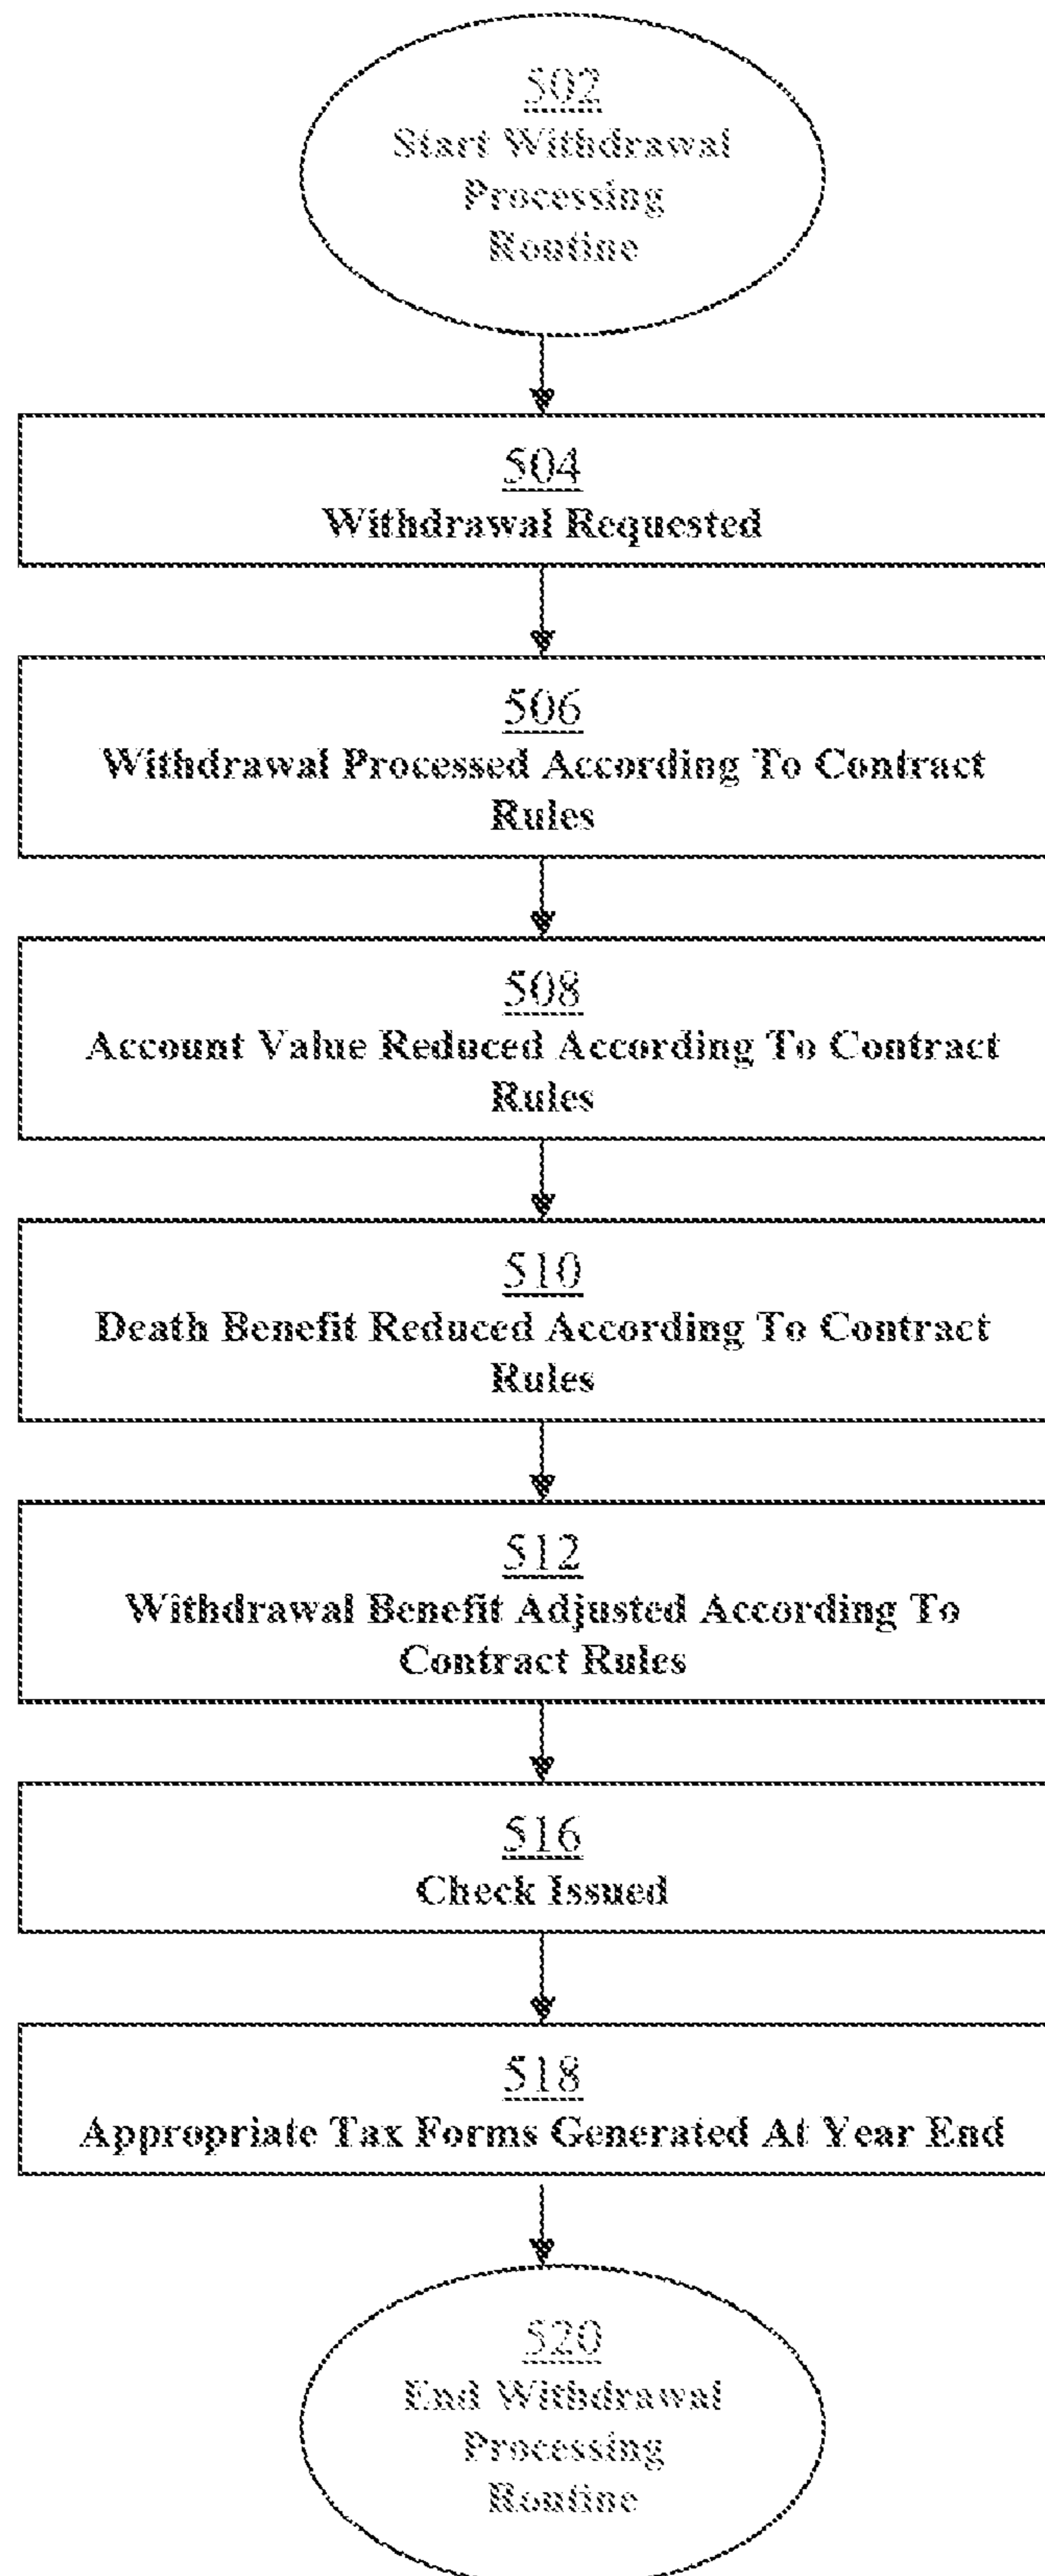 502
Start Withdrawal
Processing
Routine
504
Withdrawal Requested
506
Withdrawal Processed According To Contract
Rules
508
Account Value Reduced According To Contract
Rules
510
Death Benefit Reduced According To Contract
Rules
512
Withdrawal Benefit Adjusted According To
Contract Rules
516
Check Issued
518
Appropriate Tax Forms Generated At Year End
520
End Withdrawal
Processing
Routine